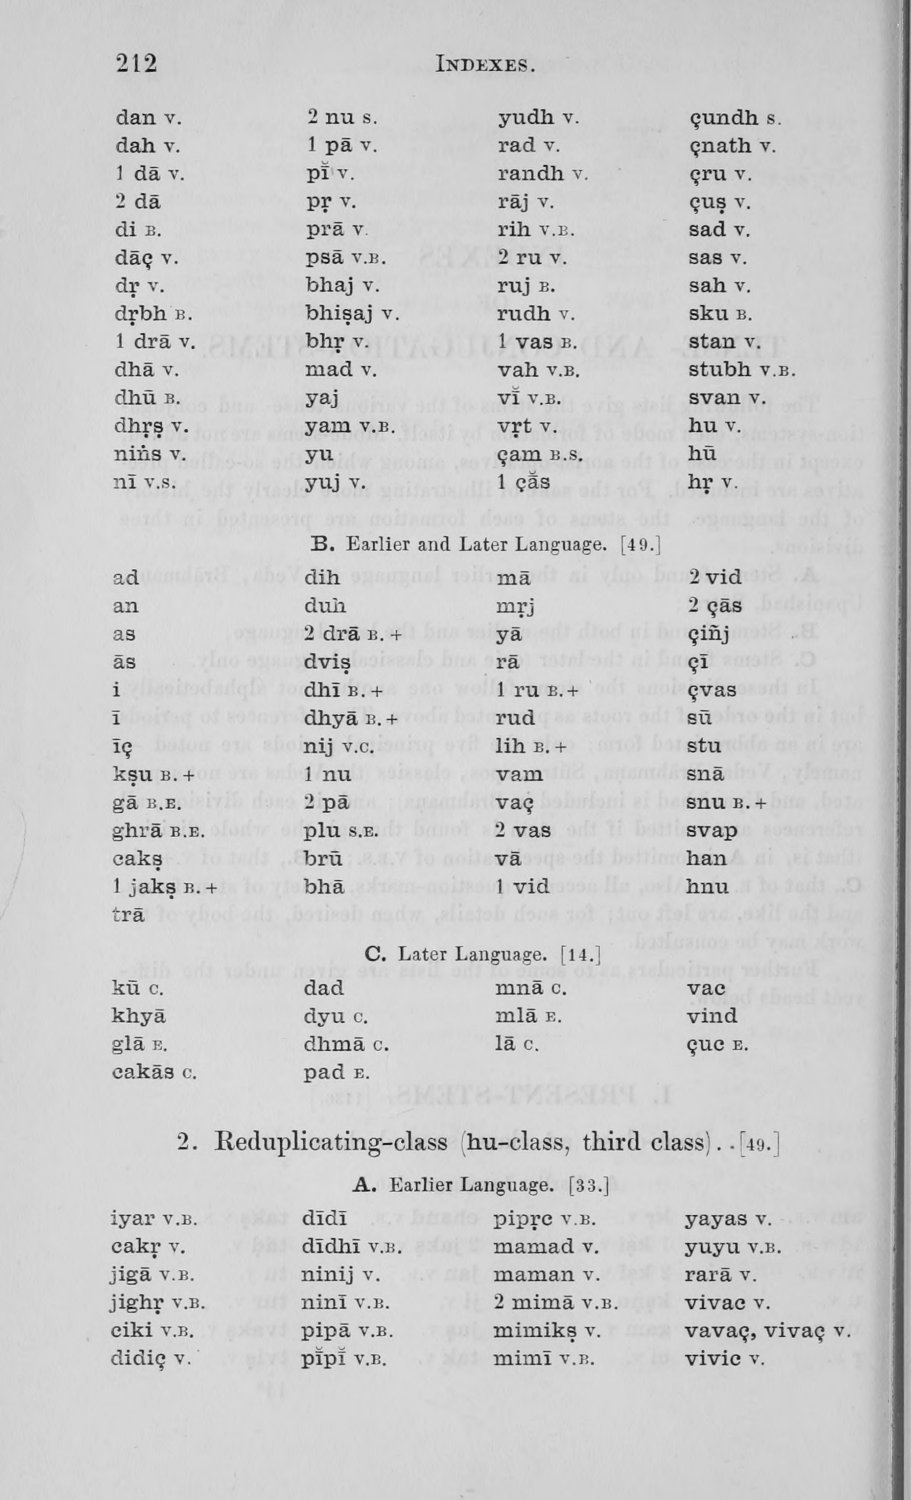 212 INDEXES.
dan V. 2 nu S. yudh V. çundh S.
dah V. 1 pā V. rad V. çnath V.
1 dā V. pī̆ V. randh V. çru V.
2 dā pṛ V. rāj V. çuṣ V.
di B. prā V. rih V.B. sad V.
dāç V. psā V.B. 2 ru V. sas V.
dṛ V. bhaj V. ruj B. sah V.
dṛbh B. bhiṣaj V. rudh V. sku B.
1 drā V. bhṛ V. 1 vas B. stan V.
dhā V. mad V. vah V.B. stubh V.B.
dhū B. yaj vī̆ V.B. svan V.
dhṛṣ V. yam V.B. vṛt V. hu V.
niṅs V. yu çam B.S. hū
nī V.S. yuj V. 1 çā̆s hṛ V.
B. Earlier and Later Language. [49.]
ad dih mā 2 vid
an duh mṛj 2 çās
as 2 drā B.+ yā çiñj
ās dviṣ rā çī
i dhī B.+ 1 ru B.+ çvas
ī dhyā B.+ rud sū
īç nij V.C. lih B.+ stu
kṣu B.+ 1 nu vam snā
gā B.E. 2 pā vaç snu B.+
ghrā B.E. plu S.E. 2 vas svap
cakṣ brū vā han
1 jakṣ B.+ bhā 1 vid hnu
trā
C. Later Language. [14.]
kū C. dad mnā C. vac
khyā dyu C. mlā E. vind
glā E. dhmā C. lā C. çuc E.
cakās C. pad E.
2. Reduplicating-class (hu-class, third class). [49.]
A. Earlier Language. [33.]
iyar V.B. dīdī pipṛc V.B. yayas V.
cakṛ V. dīdhī V.B. mamad V. yuyu V.B.
jigā V.B. ninij V. maman V. rarā V.
jighṛ V.B. ninī V.B. 2 mimā V.B. vivac V.
ciki V.B. pipā V.B. mimikṣ V. vavaç, vivaç V.
didiç V. pī̆pī̆ V.B. mimī V.B. vivic V.